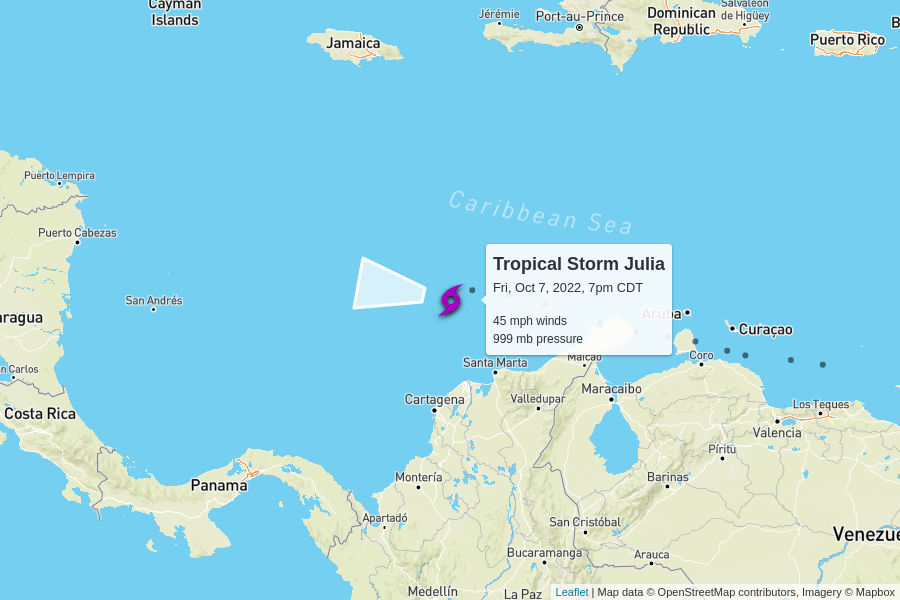 Cayman
Islands
Jamaica
Jérémie
Port-au-Prince
Dominican
Republic
Salvaleón
de Higuey
Puerto Rico
Puerto Lempira
Puerto Cabezas
Caribbean Sea
San Andrés
Tropical Storm Julia
Fri, Oct 7, 2022, 7pm CDT
45 mph winds
999 mb pressure
aragua
Aruba
Curaçao
n Carlos
Santa Marta
Maicao
Coro
Costa Rica
Cartagena
Valledupar
Maracaibo
Los Teques
Valencia
Panama
Montería
Barinas
Píritu
Apartadó
San Cristóbal
Venezue
Bucaramanga
Arauca
Medellín
La Paz
Leaflet | Map data © OpenStreetMap contributors, Imagery © Mapbox